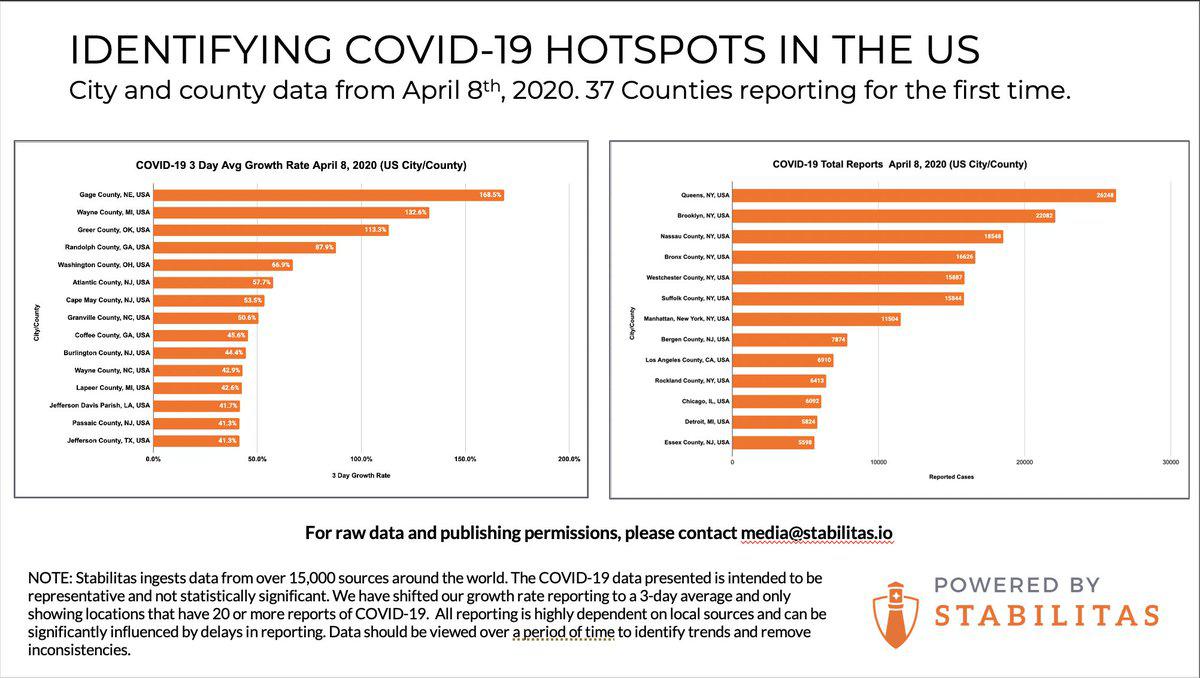 IDENTIFYING COVID-19 HOTSPOTS IN THE US
City and county data from April 8th, 2020. 37 Counties reporting for the first time.
COVID-19 3 Day Avg Growth Rate April 8, 2020 (US City/County)
City/County
Gage County, NE, USA 168.5%
Wayne County, MI, USA 132.6%
Greer County, OK, USA 113.3%
Randolph County, GA, USA 87.9%
Washington County, OH, USA 66.9%
Atlantic County, NJ, USA 57.7%
Cape May County, NJ, USA 53.5%
Granville County, NC, USA 50.6%
Coffee County, GA, USA 45.6%
Burlington County, NJ, USA 44.4%
Wayne County, NC, USA 42.9%
Lapeer County, MI, USA 42.6%
Jefferson Davis Parish, LA, USA 41.7%
Passaic County, NJ, USA 41.3%
Jefferson County, TX, USA 41.3%
0.0% 50.0% 100.0% 150.0% 200.0%
3 Day Growth Rate
COVID-19 Total Reports April 8, 2020 (US City/County)
City/County
Queens, NY, USA 26248
Brooklyn, NY, USA 22082
Nassau County, NY, USA 18548
Bronx County, NY, USA 16626
Westchester County, NY, USA 15887
Suffolk County, NY, USA 15844
Manhattan, New York, NY, USA 11504
Bergen County, NJ, USA 7874
Los Angeles County, CA, USA 6910
Rockland County, NY, USA 6413
Chicago, IL, USA 6092
Detroit, MI, USA 5824
Essex County, NJ, USA 5598
0 10000 20000 30000
Reported Cases
For raw data and publishing permissions, please contact media@stabilitas.io
NOTE: Stabilitas ingests data from over 15,000 sources around the world. The COVID-19 data presented is intended to be
representative and not statistically significant. We have shifted our growth rate reporting to a 3-day average and only
showing locations that have 20 or more reports of COVID-19. All reporting is highly dependent on local sources and can be
significantly influenced by delays in reporting. Data should be viewed over a period of time to identify trends and remove
inconsistencies.
POWERED BY
STABILITAS